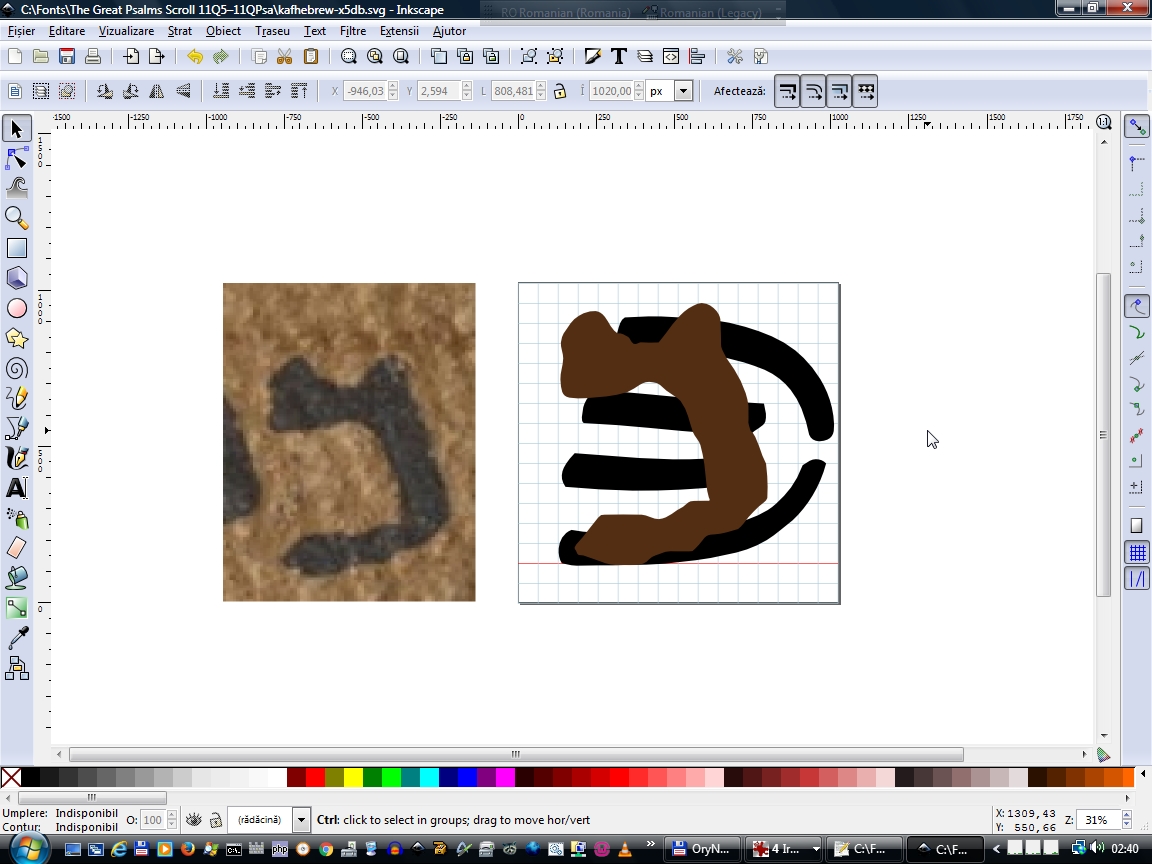 C:\Fonts\The Great Psalms Scroll 11Q5–11QPsa\kafhebrew-x5db.svg - Inkscape
RO Romanian (Romania) Romanian (Legacy)
Fișier Editare Vizualizare Strat Obiect Traseu Text Filtre Extensii Ajutor
X -946,03 Y 2,594 L 808,481 Î 1020,00 px Afectează:
-1500 -1250 -1000 -750 -500 -250 0 250 500 750 1000 1250 1500 1750
כ
Umplere: Indisponibil O: 100 (rădăcină) Ctrl: click to select in groups; drag to move hor/vert X:1309,43 Z: 31%
Contur: Indisponibil Y: 550,66
php OryN... 4 Ir... C:\F... C:\F... 02:40